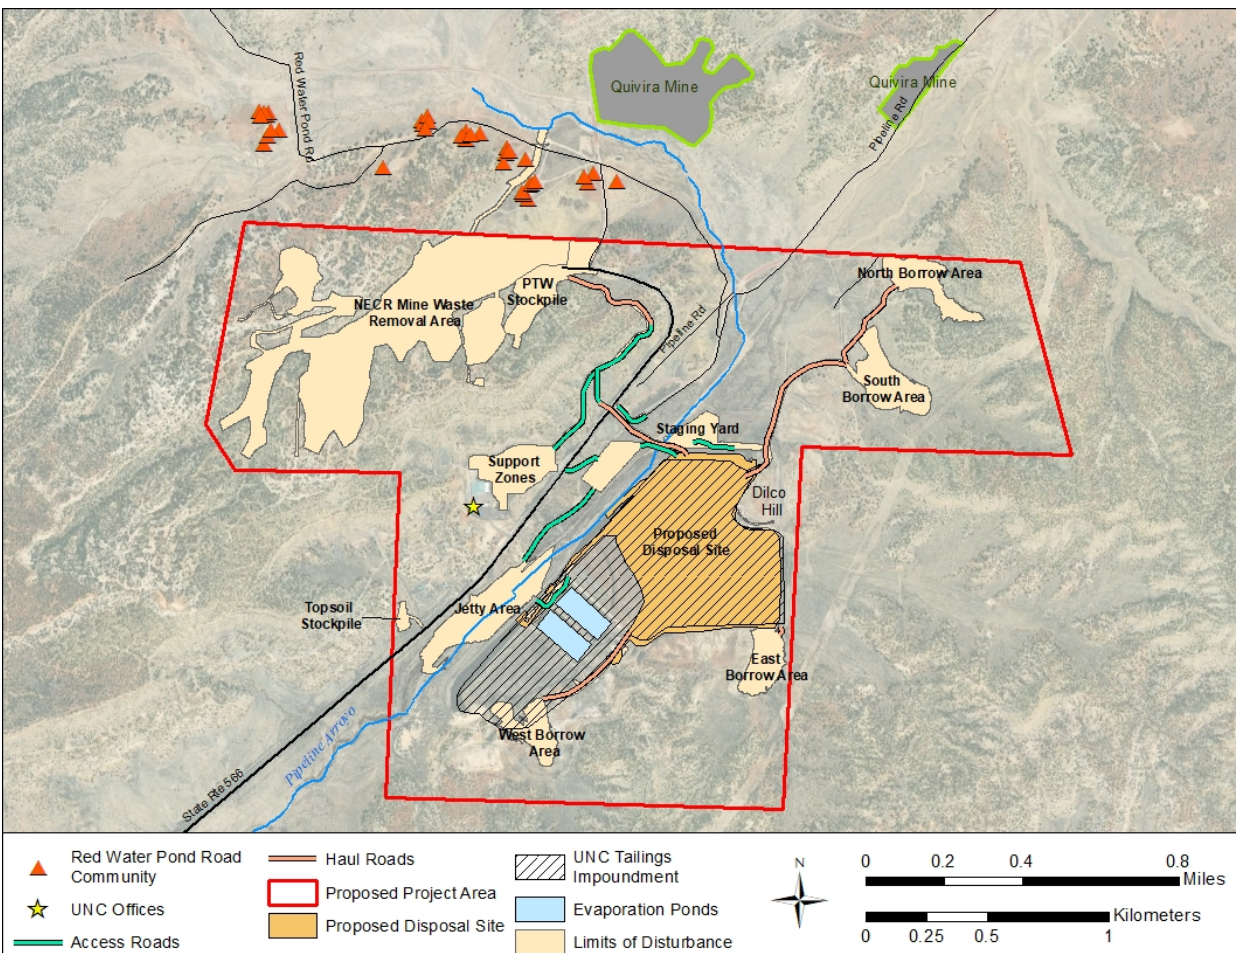 Quivira Mine
Quivira Mine
Red Water Pond Rd
Pipeline Rd
North Borrow Area
PTW
Stockpile
NECR Mine Waste
Removal Area
Pipeline Rd
South
Borrow Area
Staging Yard
Support
Zones
Dilco
Hill
Proposed
Disposal Site
Topsoil
Stockpile
Jetty Area
East
Borrow Area
West Borrow
Area
Pipeline Arroyo
State Rte 566
Red Water Pond Road
Community
UNC Offices
Access Roads
Haul Roads
Proposed Project Area
Proposed Disposal Site
UNC Tailings
Impoundment
Evaporation Ponds
Limits of Disturbance
N
0 0.2 0.4 0.8
Miles
Kilometers
0 0.25 0.5 1